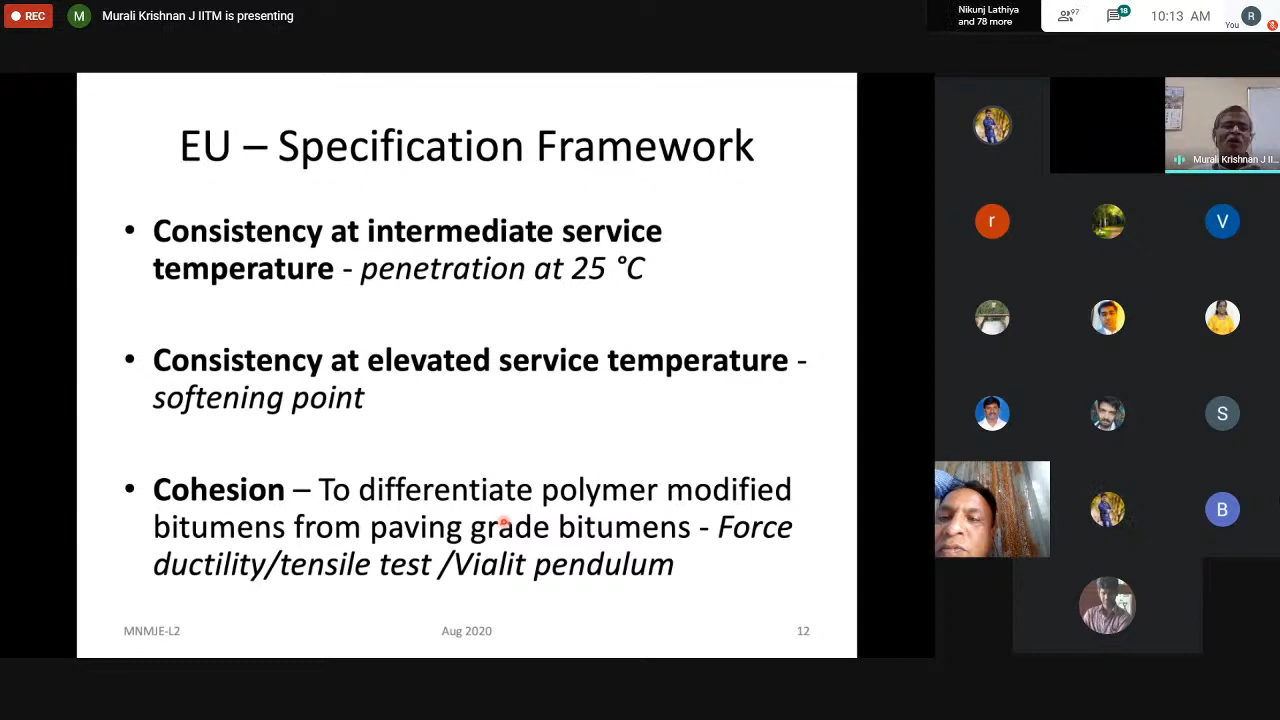 REC
M
Murali Krishnan J IITM is presenting
Nikunj Lathiya
and 78 more
97
18
10:13 AM
You
R
EU – Specification Framework
• Consistency at intermediate service
temperature - penetration at 25 °C
• Consistency at elevated service temperature -
softening point
• Cohesion – To differentiate polymer modified
bitumens from paving grade bitumens - Force
ductility/tensile test /Vialit pendulum
MNMJE-L2
Aug 2020
12
Murali Krishnan J II...
r
V
S
B